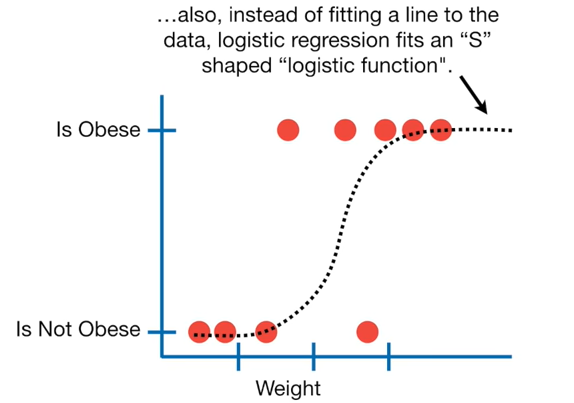 …also, instead of fitting a line to the
data, logistic regression fits an “S”
shaped “logistic function".
Is Obese
Is Not Obese
Weight